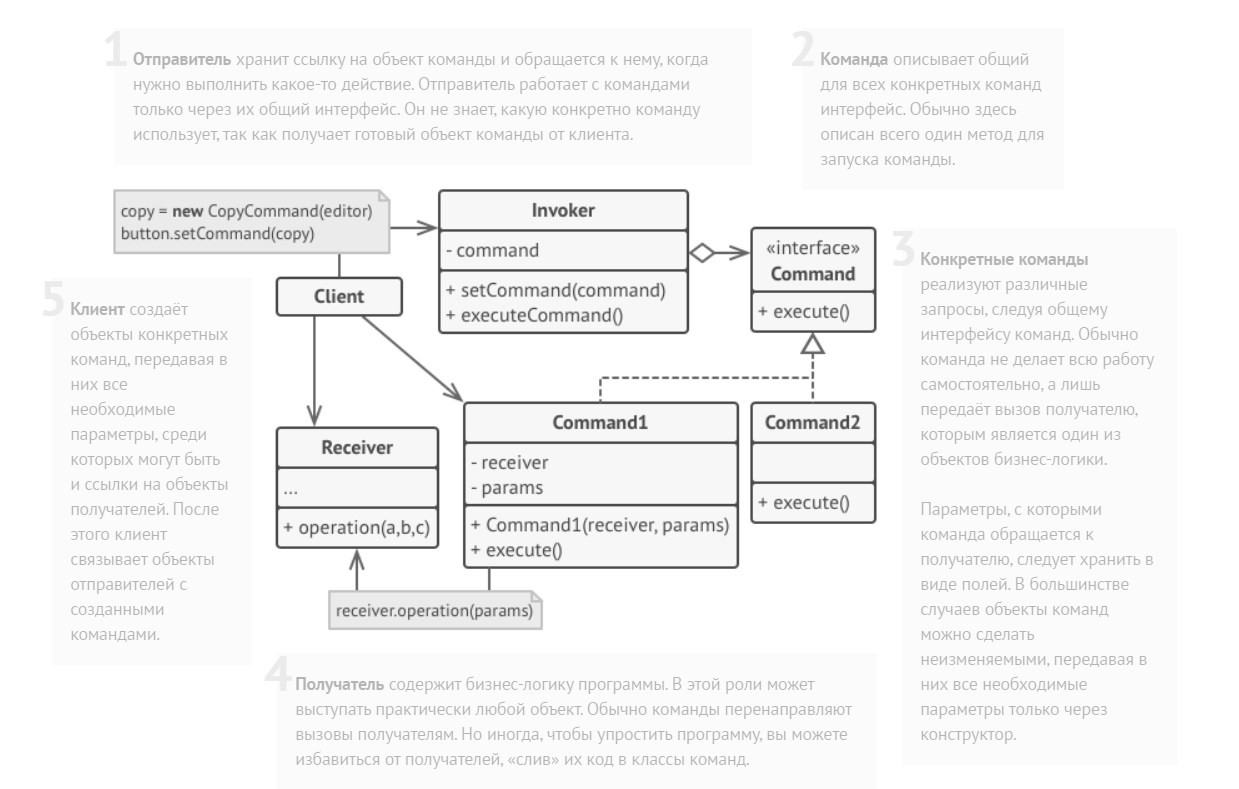 1
Отправитель хранит ссылку на объект команды и обращается к нему, когда
нужно выполнить какое-то действие. Отправитель работает с командами
только через их общий интерфейс. Он не знает, какую конкретно команду
использует, так как получает готовый объект команды от клиента.
2
Команда описывает общий
для всех конкретных команд
интерфейс. Обычно здесь
описан всего один метод для
запуска команды.
copy = new CopyCommand(editor)
button.setCommand(copy)
Invoker
- command
+ setCommand(command)
+ executeCommand()
«interface»
Command
+ execute()
3
Конкретные команды
реализуют различные
запросы, следуя общему
интерфейсу команд. Обычно
команда не делает всю работу
самостоятельно, а лишь
передаёт вызов получателю,
которым является один из
объектов бизнес-логики.
Параметры, с которыми
команда обращается к
получателю, следует хранить в
виде полей. В большинстве
случаев объекты команд
можно сделать
неизменяемыми, передавая в
них все необходимые
параметры только через
конструктор.
5
Клиент создаёт
объекты конкретных
команд, передавая в
них все
необходимые
параметры, среди
которых могут быть
и ссылки на объекты
получателей. После
этого клиент
связывает объекты
отправителей с
созданными
командами.
Client
Receiver
...
+ operation(a,b,c)
Command1
- receiver
- params
+ Command1(receiver, params)
+ execute()
Command2
+ execute()
receiver.operation(params)
4
Получатель содержит бизнес-логику программы. В этой роли может
выступать практически любой объект. Обычно команды перенаправляют
вызовы получателям. Но иногда, чтобы упростить программу, вы можете
избавиться от получателей, «слив» их код в классы команд.